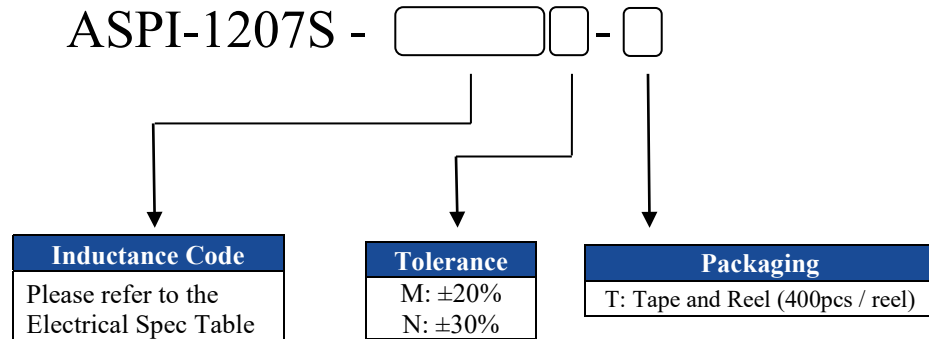 ASPI-1207S - -
Inductance Code
Please refer to the
Electrical Spec Table
Tolerance
M: ±20%
N: ±30%
Packaging
T: Tape and Reel (400pcs / reel)